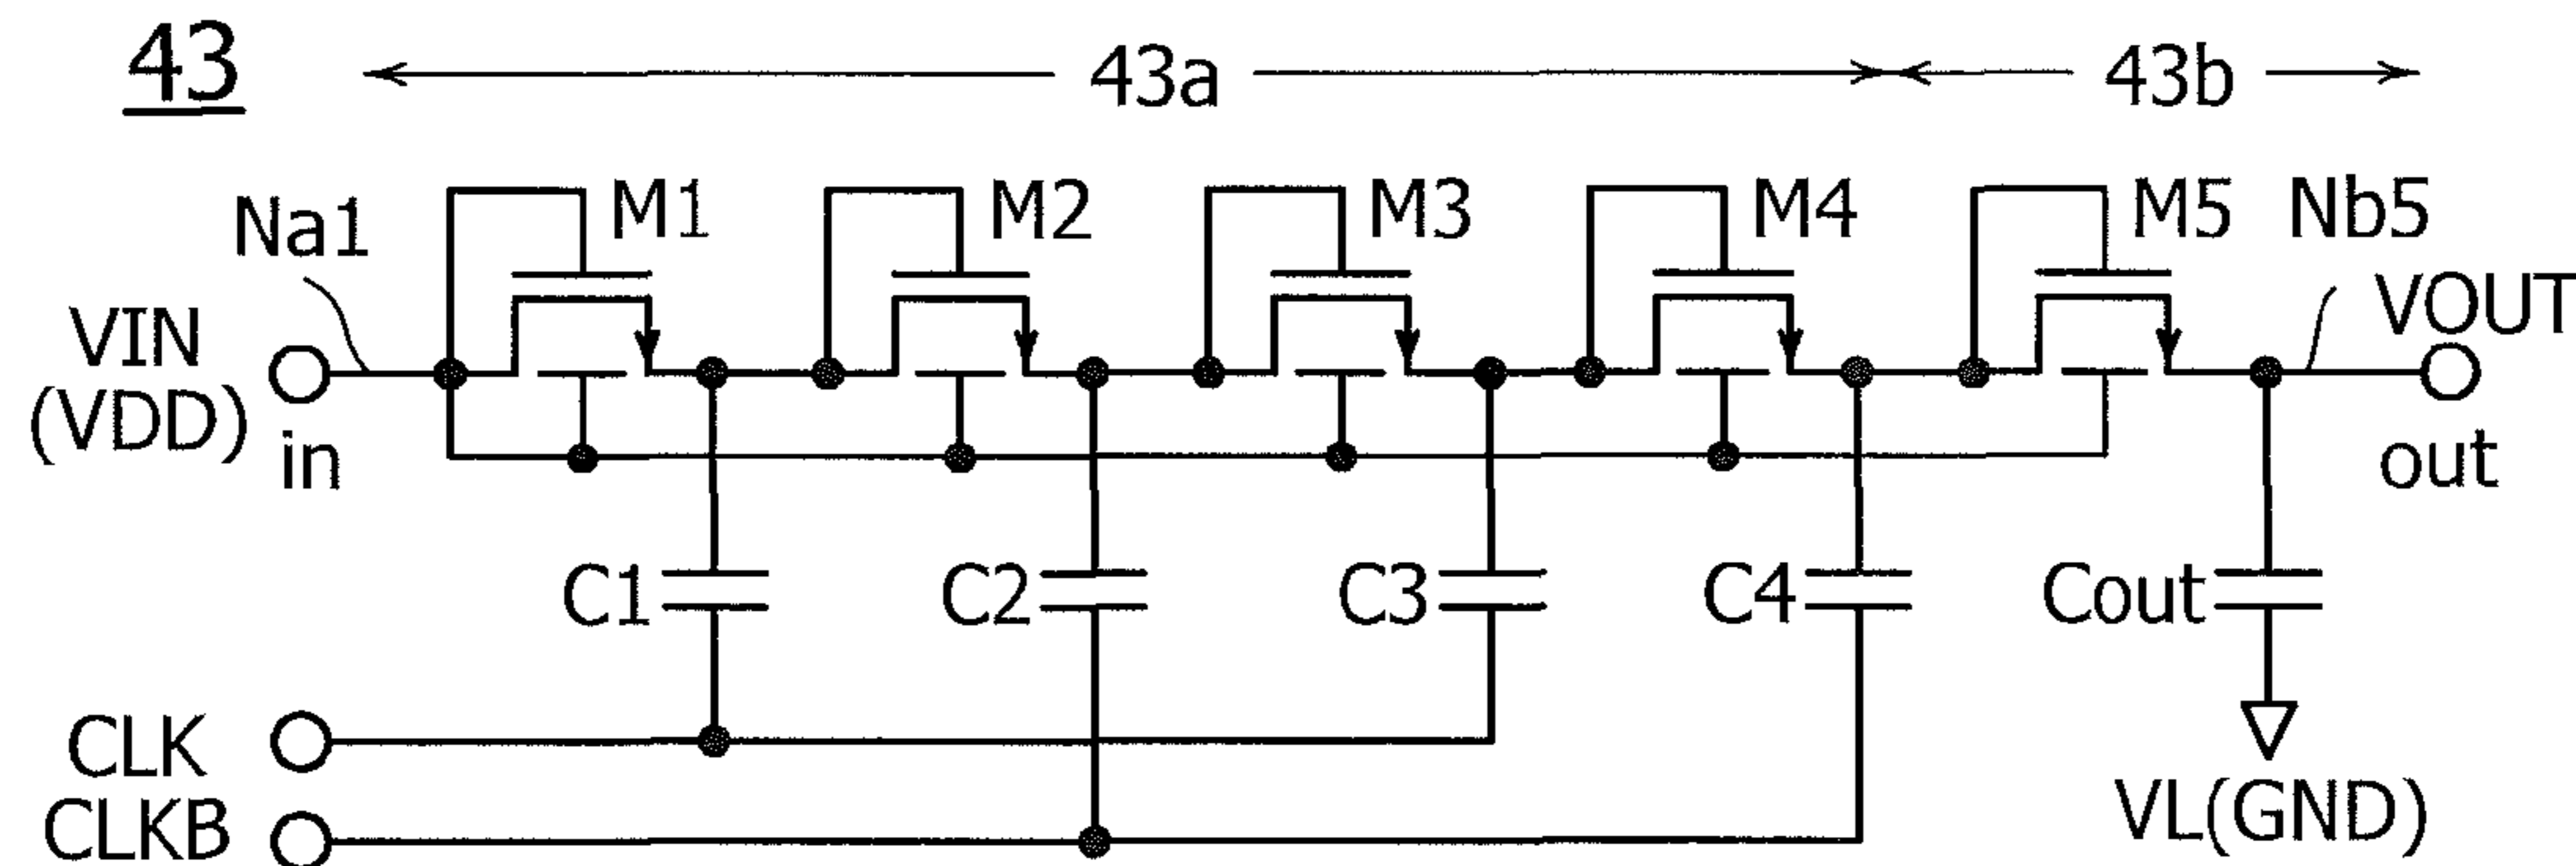 43 43a 43b
Na1 M1 M2 M3 M4 M5 Nb5
VIN VOUT
(VDD)
in out
C1 C2 C3 C4 Cout
CLK
CLKB VL(GND)